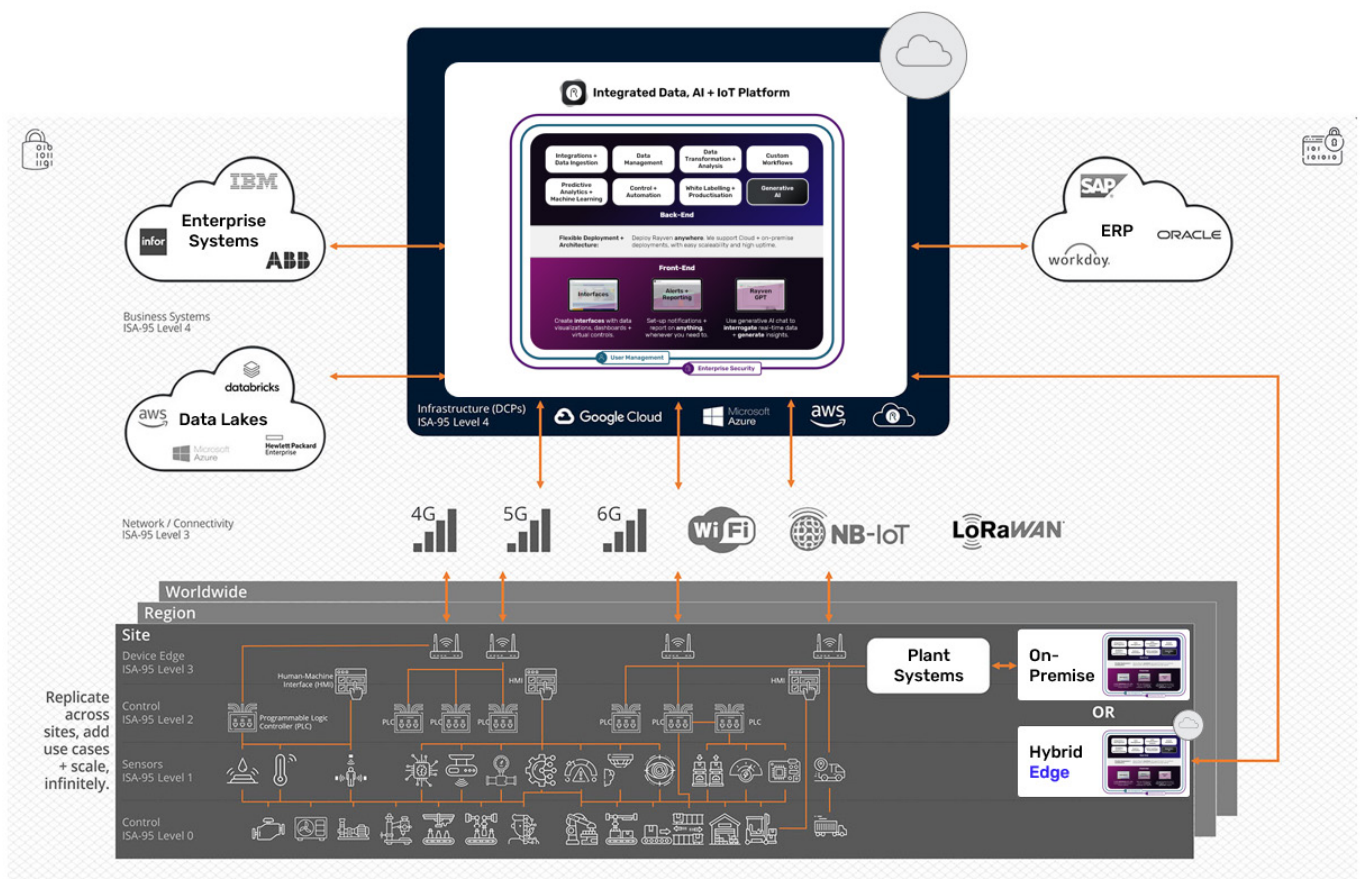 Integrated Data, AI + IoT Platform
Integrations +
Data Ingestion
Data
Management
Data
Transformation +
Analysis
Custom
Workflows
Predictive
Analytics +
Machine Learning
Control +
Automation
White Labelling +
Productisation
Generative
AI
Back-End
Flexible Deployment +
Architecture:
Deploy Rayven anywhere. We support Cloud + on-premise
deployments, with easy scaleability and high uptime.
Front-End
Interfaces
Alerts +
Reporting
Rayven
GPT
Create interfaces with data
visualizations, dashboards +
virtual controls.
Set-up notifications +
report on anything,
whenever you need to.
Use generative AI chat to
interrogate real-time data
+ generate insights.
User Management
Enterprise Security
Infrastructure (DCPs)
ISA-95 Level 4
Google Cloud
Microsoft
Azure
aws
010
1011
1101
101
101010
IBM
Enterprise
Systems
infor
ABB
Business Systems
ISA-95 Level 4
SAP
ERP
ORACLE
workday.
databricks
aws
Data Lakes
Microsoft
Azure
Hewlett Packard
Enterprise
Network / Connectivity
ISA-95 Level 3
4G
5G
6G
WiFi
NB-IoT
LoRaWAN
Worldwide
Region
Site
Device Edge
ISA-95 Level 3
Human-Machine
Interface (HMI)
HMI
HMI
Plant
Systems
On-
Premise
OR
Hybrid
Edge
Replicate
across
sites, add
use cases
+ scale,
infinitely.
Control
ISA-95 Level 2
Programmable Logic
Controller (PLC)
PLC
PLC
PLC
PLC
PLC
PLC
Sensors
ISA-95 Level 1
Control
ISA-95 Level 0